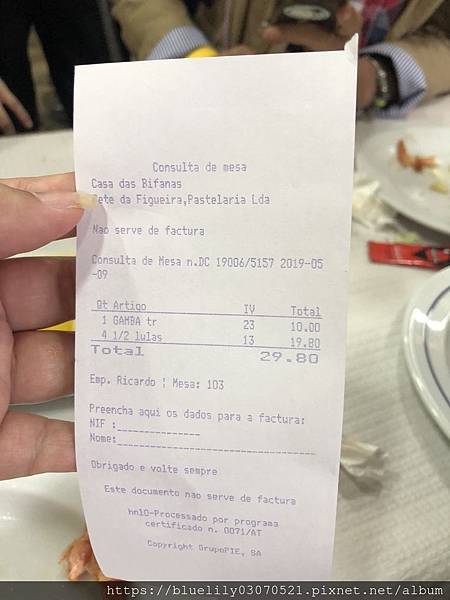 Consulta de mesa
Casa das Bifanas
ete da Figueira,Pastelaria Lda
Nao serve de factura
Consulta de Mesa n.DC 19006/5157 2019-05
-09
Qt Artigo IV Total
1 GAMBA tr 23 10.00
4 1/2 lulas 13 19.80
Total 29.80
Emp. Ricardo ¦ Mesa: 103
Preencha aqui os dados para a factura:
NIF :_______________
Nome:___________________________________
Obrigado e volte sempre
Este documento nao serve de factura
hnlO-Processado por programa
certificado n. 0071/AT
Copyright GrupoPIE, SA
https://bluelily03070521.pixnet.net/album